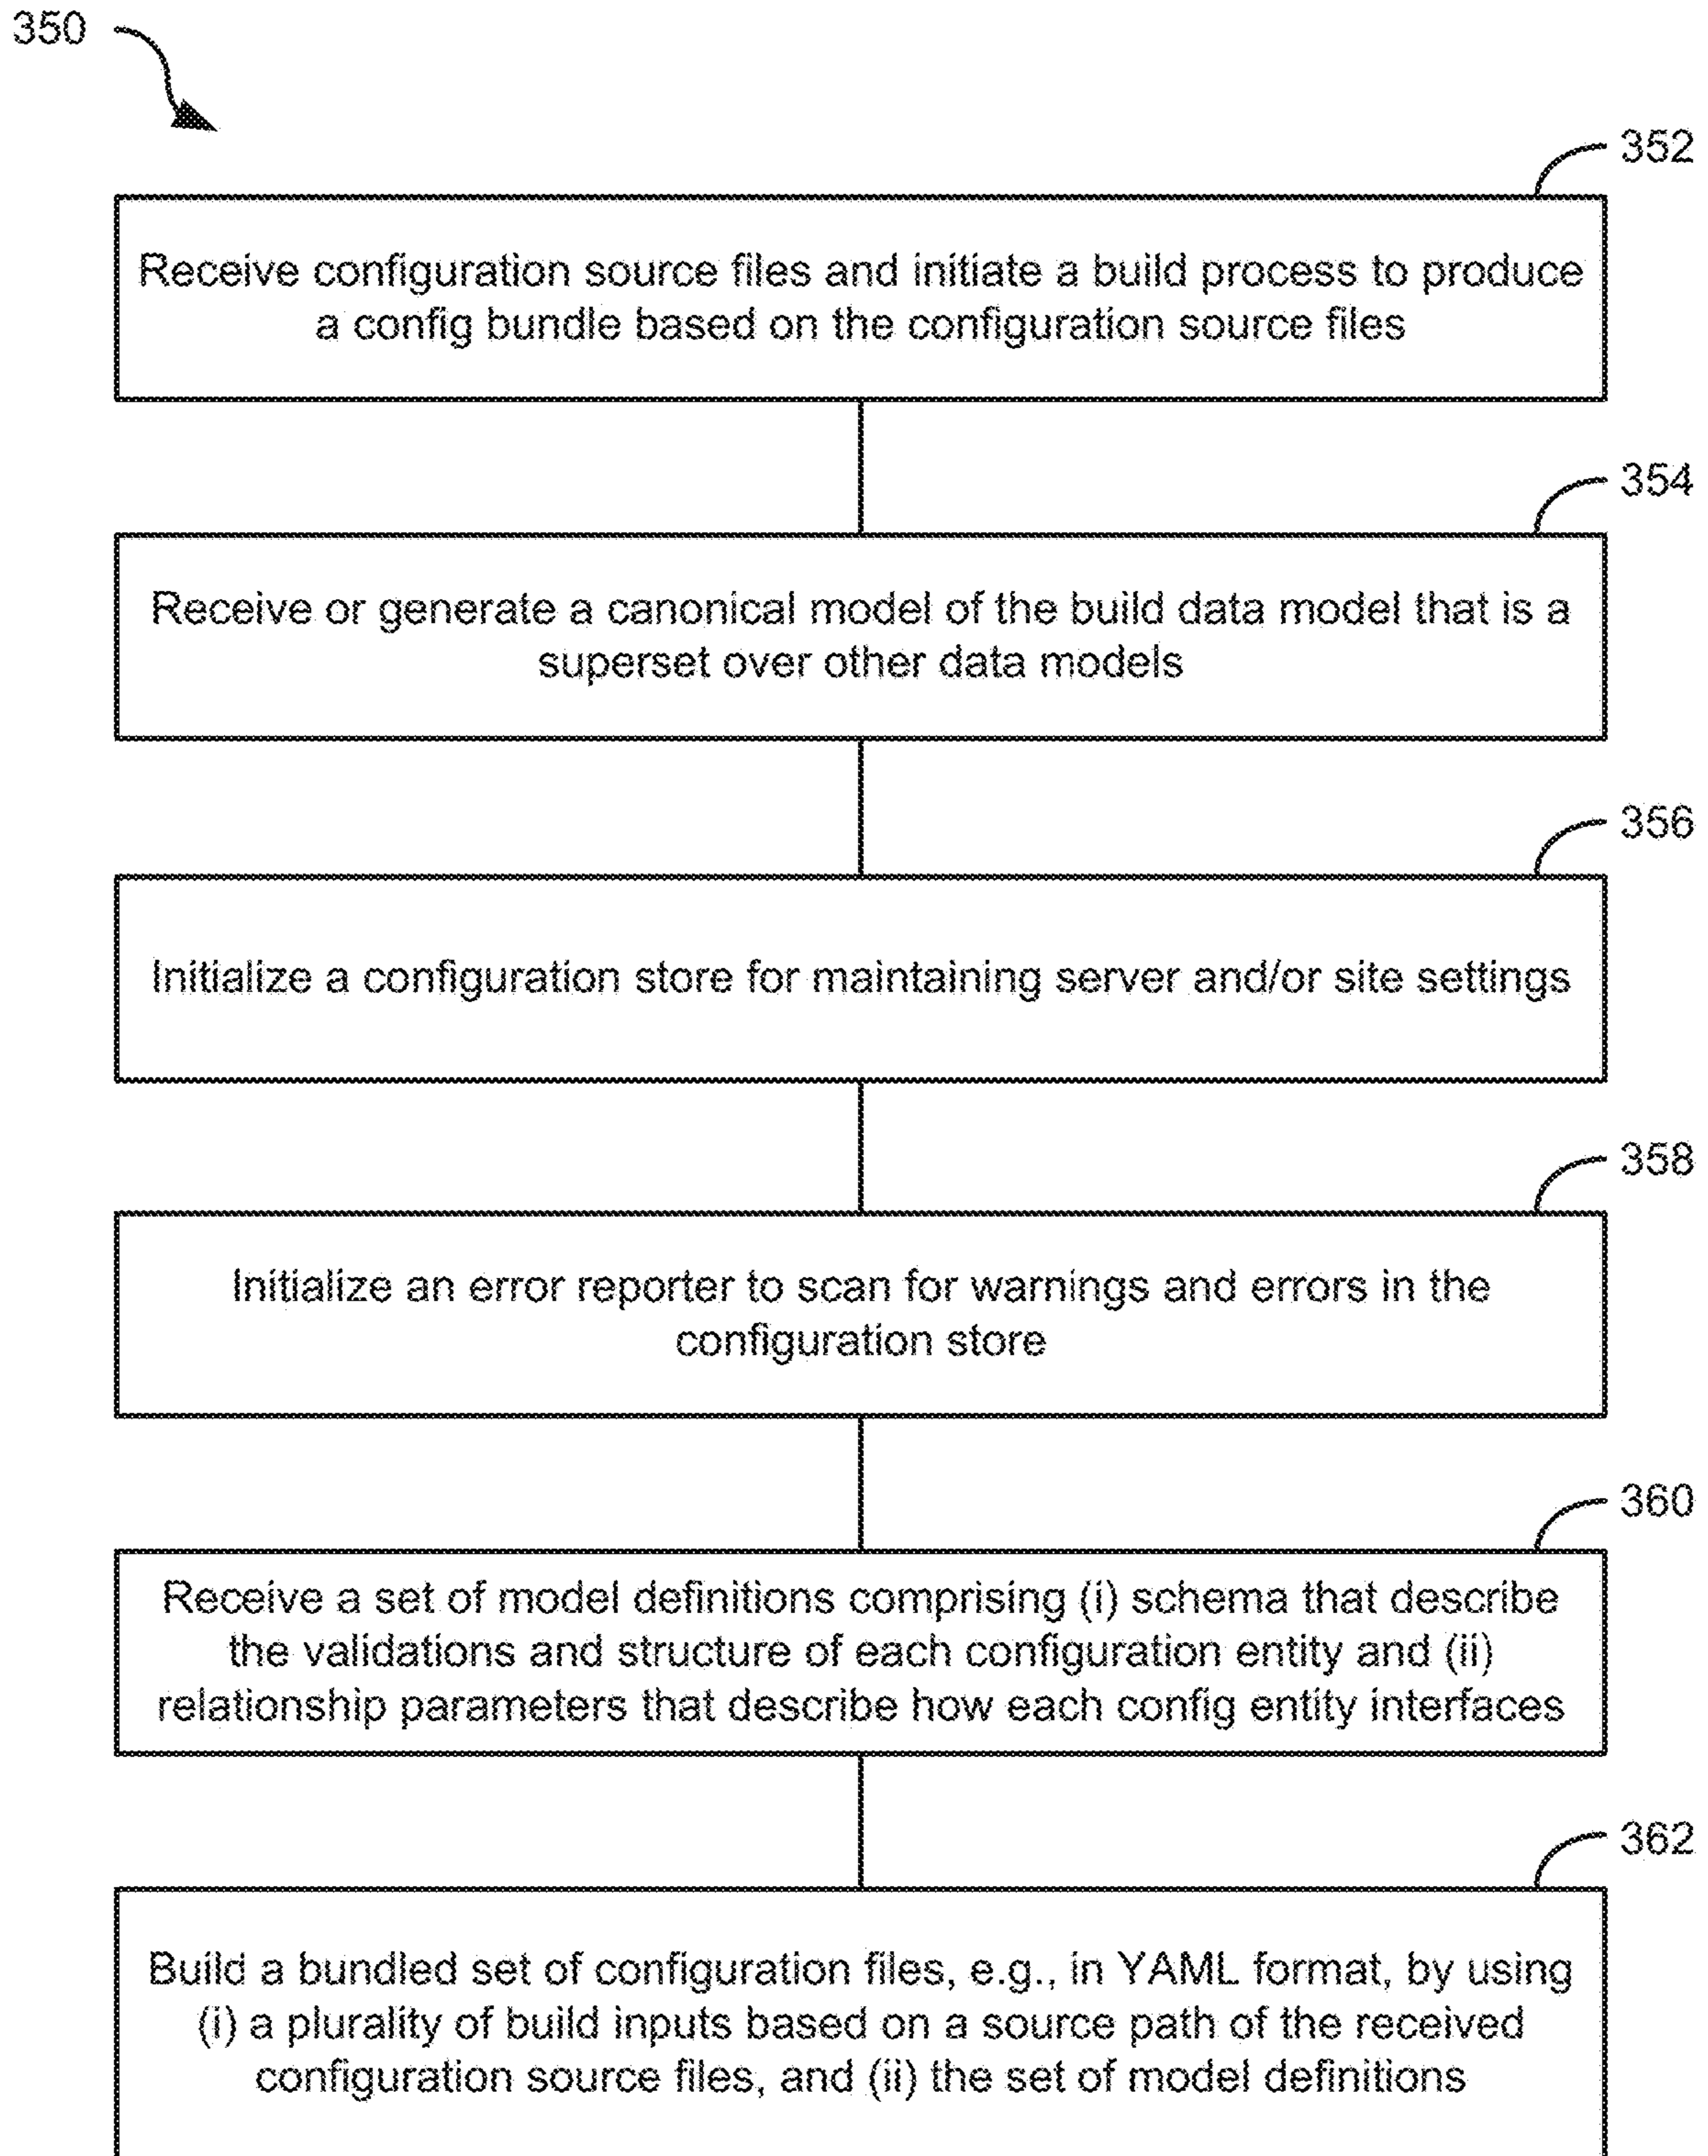 350
352
Receive configuration source files and initiate a build process to produce
a config bundle based on the configuration source files
354
Receive or generate a canonical model of the build data model that is a
superset over other data models
356
Initialize a configuration store for maintaining server and/or site settings
358
Initialize an error reporter to scan for warnings and errors in the
configuration store
360
Receive a set of model definitions comprising (i) schema that describe
the validations and structure of each configuration entity and (ii)
relationship parameters that describe how each config entity interfaces
362
Build a bundled set of configuration files, e.g., in YAML format, by using
(i) a plurality of build inputs based on a source path of the received
configuration source files, and (ii) the set of model definitions